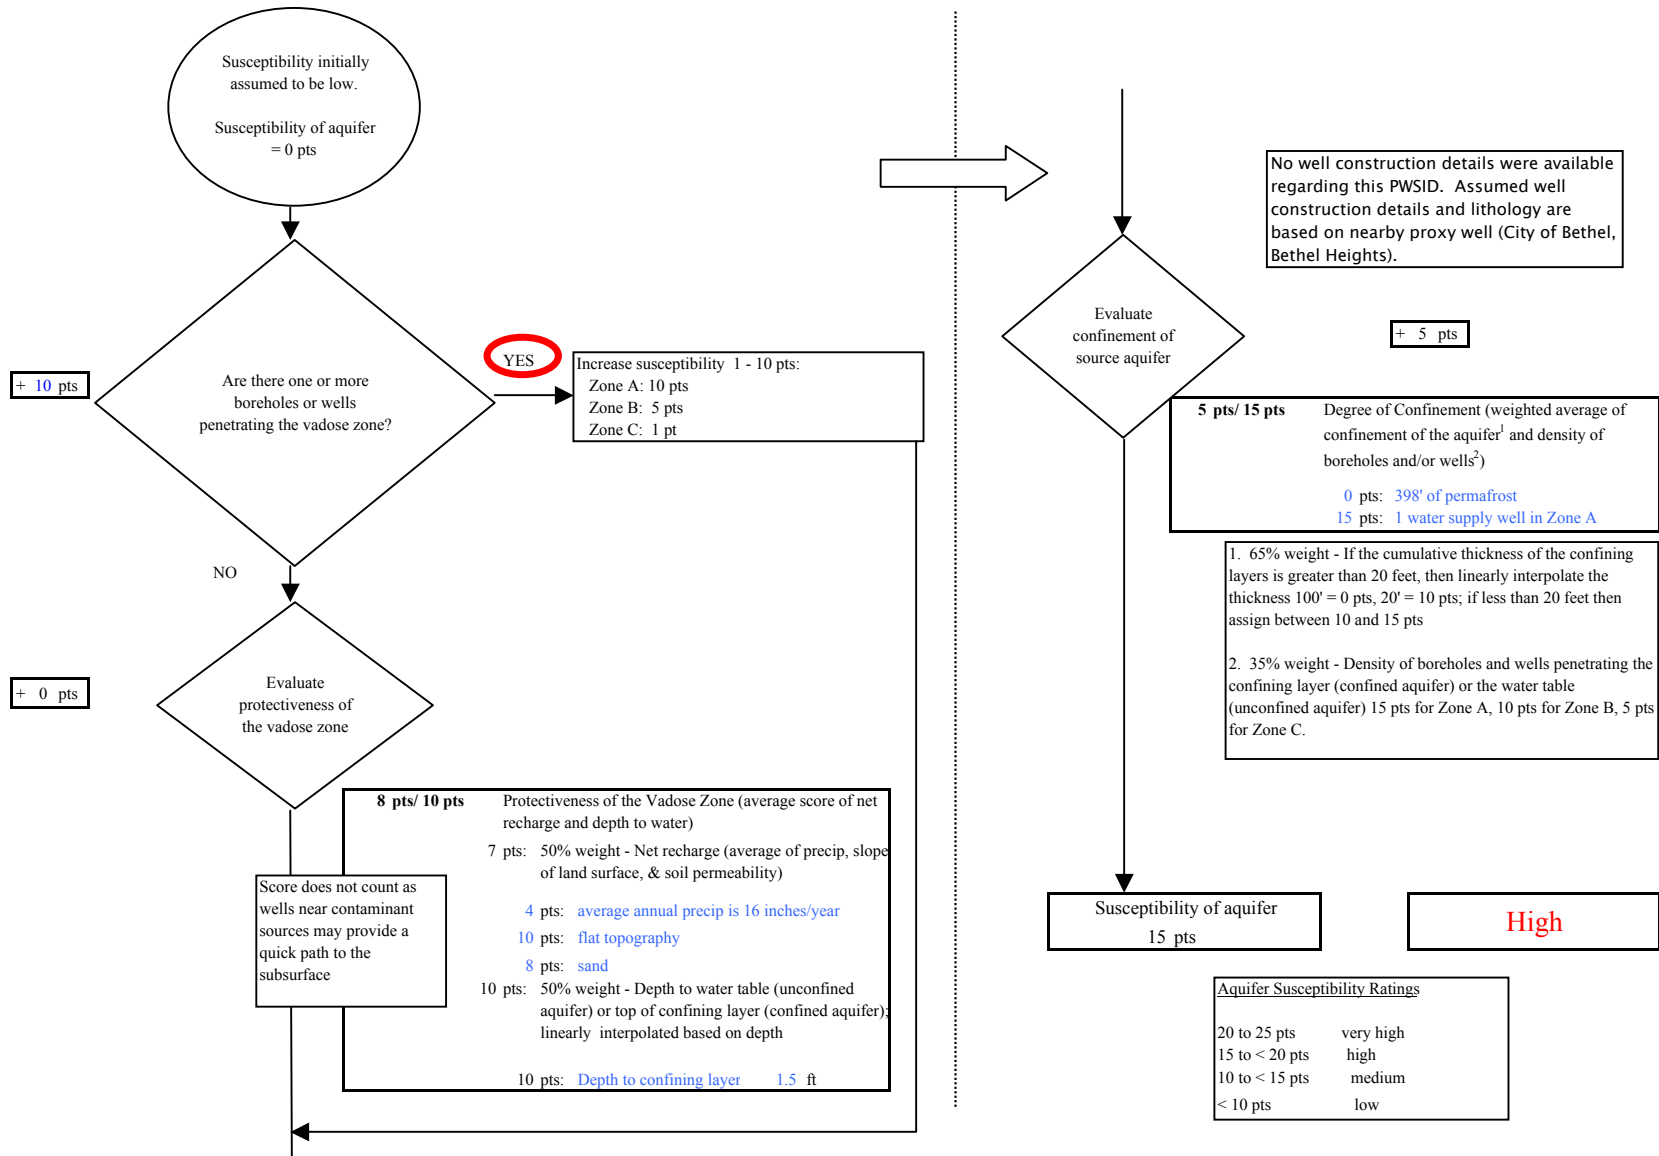 Susceptibility initially
assumed to be low.
Susceptibility of aquifer
= 0 pts
+ 10 pts
Are there one or more
boreholes or wells
penetrating the vadose zone?
YES
Increase susceptibility 1 - 10 pts:
Zone A: 10 pts
Zone B: 5 pts
Zone C: 1 pt
NO
+ 0 pts
Evaluate
protectiveness of
the vadose zone
8 pts/ 10 pts Protectiveness of the Vadose Zone (average score of net
recharge and depth to water)
7 pts: 50% weight - Net recharge (average of precip, slope
of land surface, & soil permeability)
4 pts: average annual precip is 16 inches/year
10 pts: flat topography
8 pts: sand
10 pts: 50% weight - Depth to water table (unconfined
aquifer) or top of confining layer (confined aquifer);
linearly interpolated based on depth
10 pts: Depth to confining layer 1.5 ft
Score does not count as
wells near contaminant
sources may provide a
quick path to the
subsurface
No well construction details were available
regarding this PWSID. Assumed well
construction details and lithology are
based on nearby proxy well (City of Bethel,
Bethel Heights).
Evaluate
confinement of
source aquifer
+ 5 pts
5 pts/ 15 pts Degree of Confinement (weighted average of
confinement of the aquifer1 and density of
boreholes and/or wells2)
0 pts: 398' of permafrost
15 pts: 1 water supply well in Zone A
1. 65% weight - If the cumulative thickness of the confining
layers is greater than 20 feet, then linearly interpolate the
thickness 100' = 0 pts, 20' = 10 pts; if less than 20 feet then
assign between 10 and 15 pts
2. 35% weight - Density of boreholes and wells penetrating the
confining layer (confined aquifer) or the water table
(unconfined aquifer) 15 pts for Zone A, 10 pts for Zone B, 5 pts
for Zone C.
Susceptibility of aquifer
15 pts
High
Aquifer Susceptibility Ratings
20 to 25 pts very high
15 to < 20 pts high
10 to < 15 pts medium
< 10 pts low